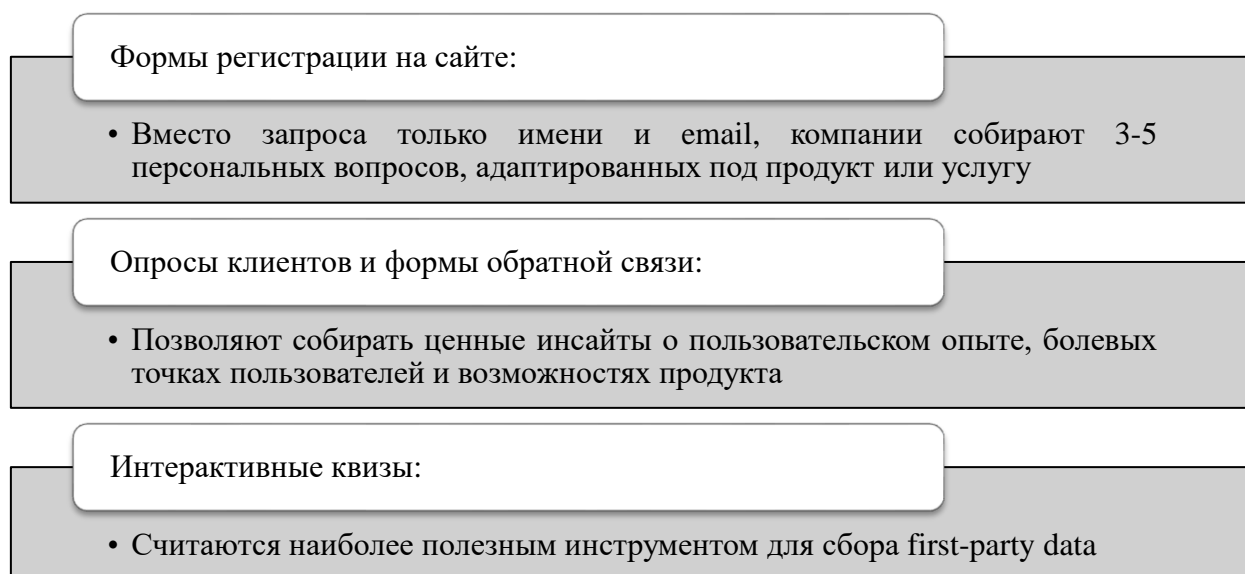 Формы регистрации на сайте:
• Вместо запроса только имени и email, компании собирают 3-5
персональных вопросов, адаптированных под продукт или услугу
Опросы клиентов и формы обратной связи:
• Позволяют собирать ценные инсайты о пользовательском опыте, болевых
точках пользователей и возможностях продукта
Интерактивные квизы:
• Считаются наиболее полезным инструментом для сбора first-party data